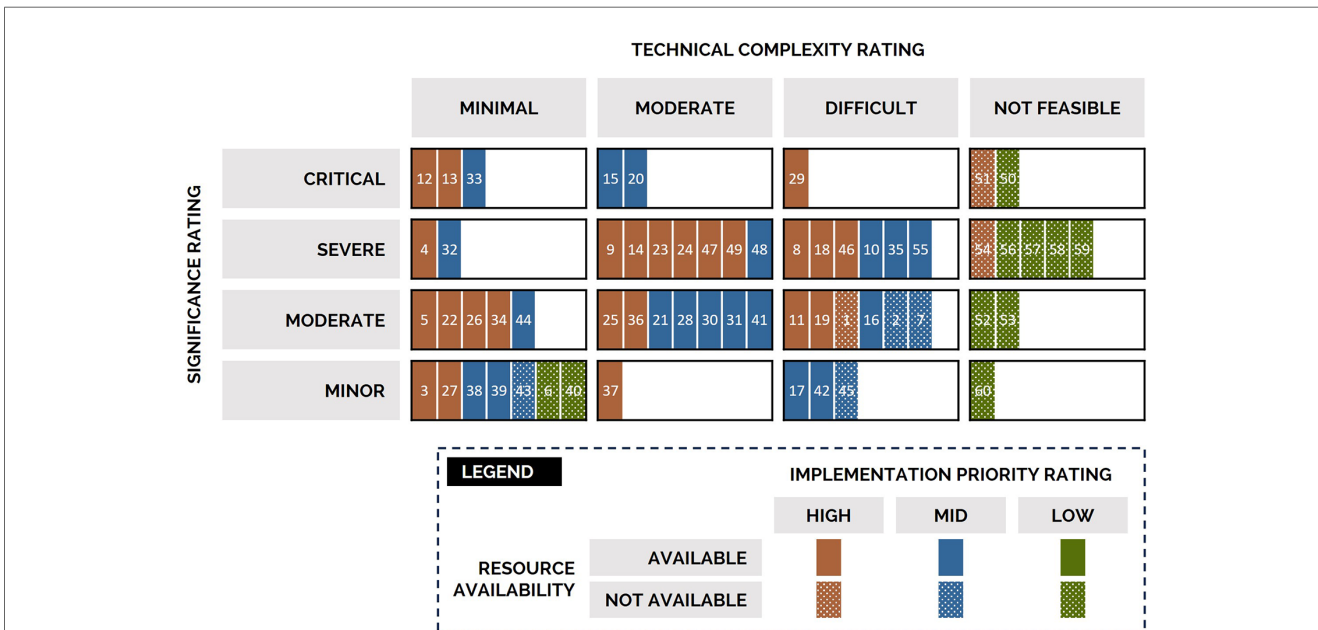 TECHNICAL COMPLEXITY RATING
MINIMAL MODERATE DIFFICULT NOT FEASIBLE
SIGNIFICANCE RATING
CRITICAL 12 13 33 15 20 29 51 50
SEVERE 4 32 9 14 23 24 47 49 48 8 18 46 10 35 55 54 56 57 58 59
MODERATE 5 22 26 34 44 25 36 21 28 30 31 41 11 19 1 16 2 7 52 53
MINOR 3 27 38 39 43 6 40 37 17 42 45 60
LEGEND IMPLEMENTATION PRIORITY RATING
HIGH MID LOW
RESOURCE AVAILABILITY
AVAILABLE
NOT AVAILABLE